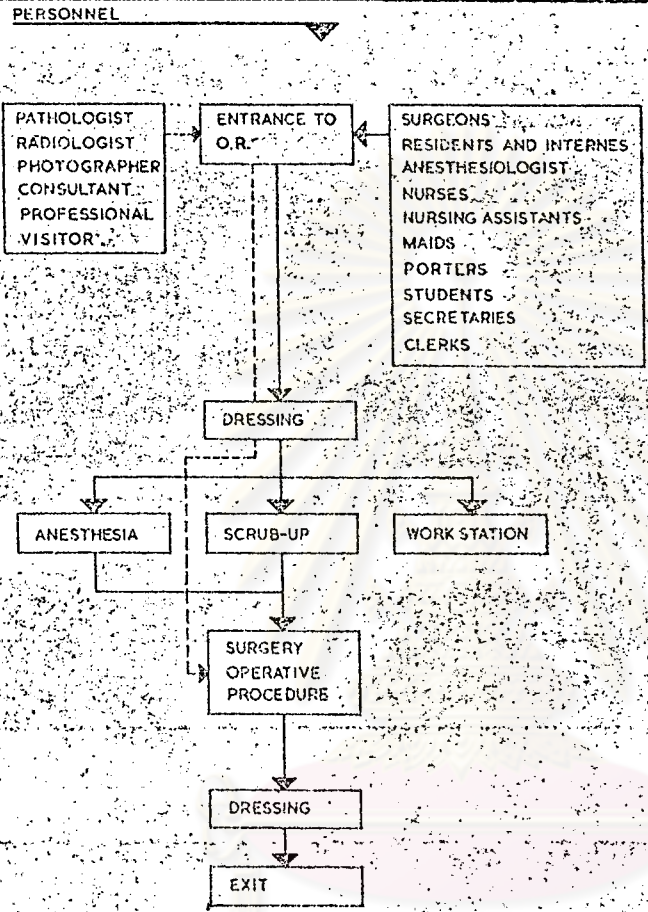 PERSONNEL
PATHOLOGIST
RADIOLOGIST
PHOTOGRAPHER
CONSULTANT
PROFESSIONAL
VISITOR
ENTRANCE TO
O.R.
SURGEONS
RESIDENTS AND INTERNES
ANESTHESIOLOGIST
NURSES
NURSING ASSISTANTS
MAIDS
PORTERS
STUDENTS
SECRETARIES
CLERKS
DRESSING
ANESTHESIA
SCRUB-UP
WORK STATION
SURGERY
OPERATIVE
PROCEDURE
DRESSING
EXIT